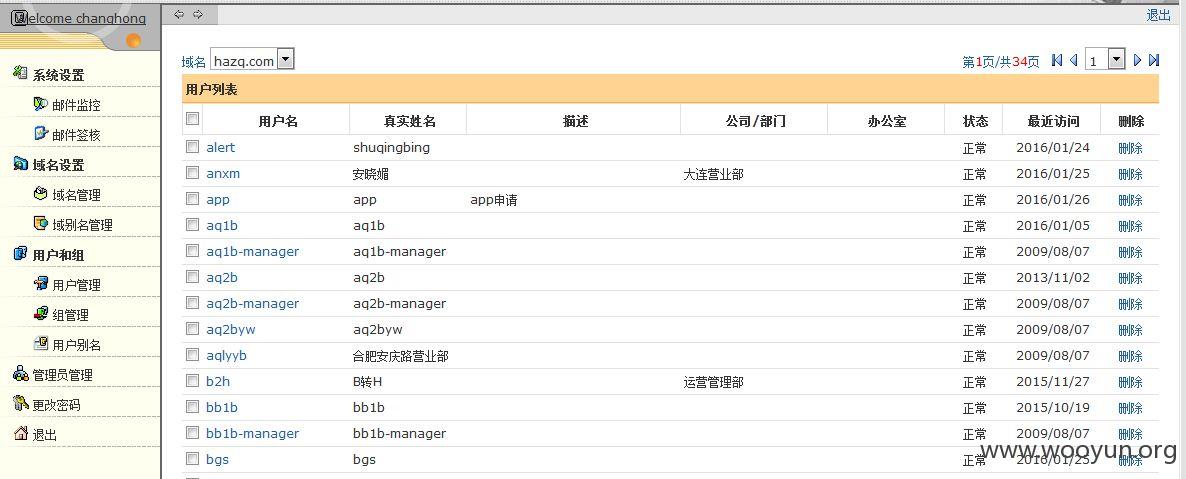 Welcome changhong
退出
系统设置
邮件监控
邮件签核
域名设置
域名管理
域别名管理
用户和组
用户管理
组管理
用户别名
管理员管理
更改密码
退出
域名 hazq.com 第1页/共34页 1
用户列表
用户名 真实姓名 描述 公司/部门 办公室 状态 最近访问 删除
alert shuqingbing 正常 2016/01/24 删除
anxm 安晓媚 大连营业部 正常 2016/01/25 删除
app app app申请 正常 2016/01/26 删除
aq1b aq1b 正常 2016/01/05 删除
aq1b-manager aq1b-manager 正常 2009/08/07 删除
aq2b aq2b 正常 2013/11/02 删除
aq2b-manager aq2b-manager 正常 2009/08/07 删除
aq2byw aq2byw 正常 2009/08/07 删除
aqlyyb 合肥安庆路营业部 正常 2009/08/07 删除
b2h B转H 运营管理部 正常 2015/11/27 删除
bb1b bb1b 正常 2015/10/19 删除
bb1b-manager bb1b-manager 正常 2009/08/07 删除
bgs bgs 正常 2016/01/25 删除
www.wooyun.org